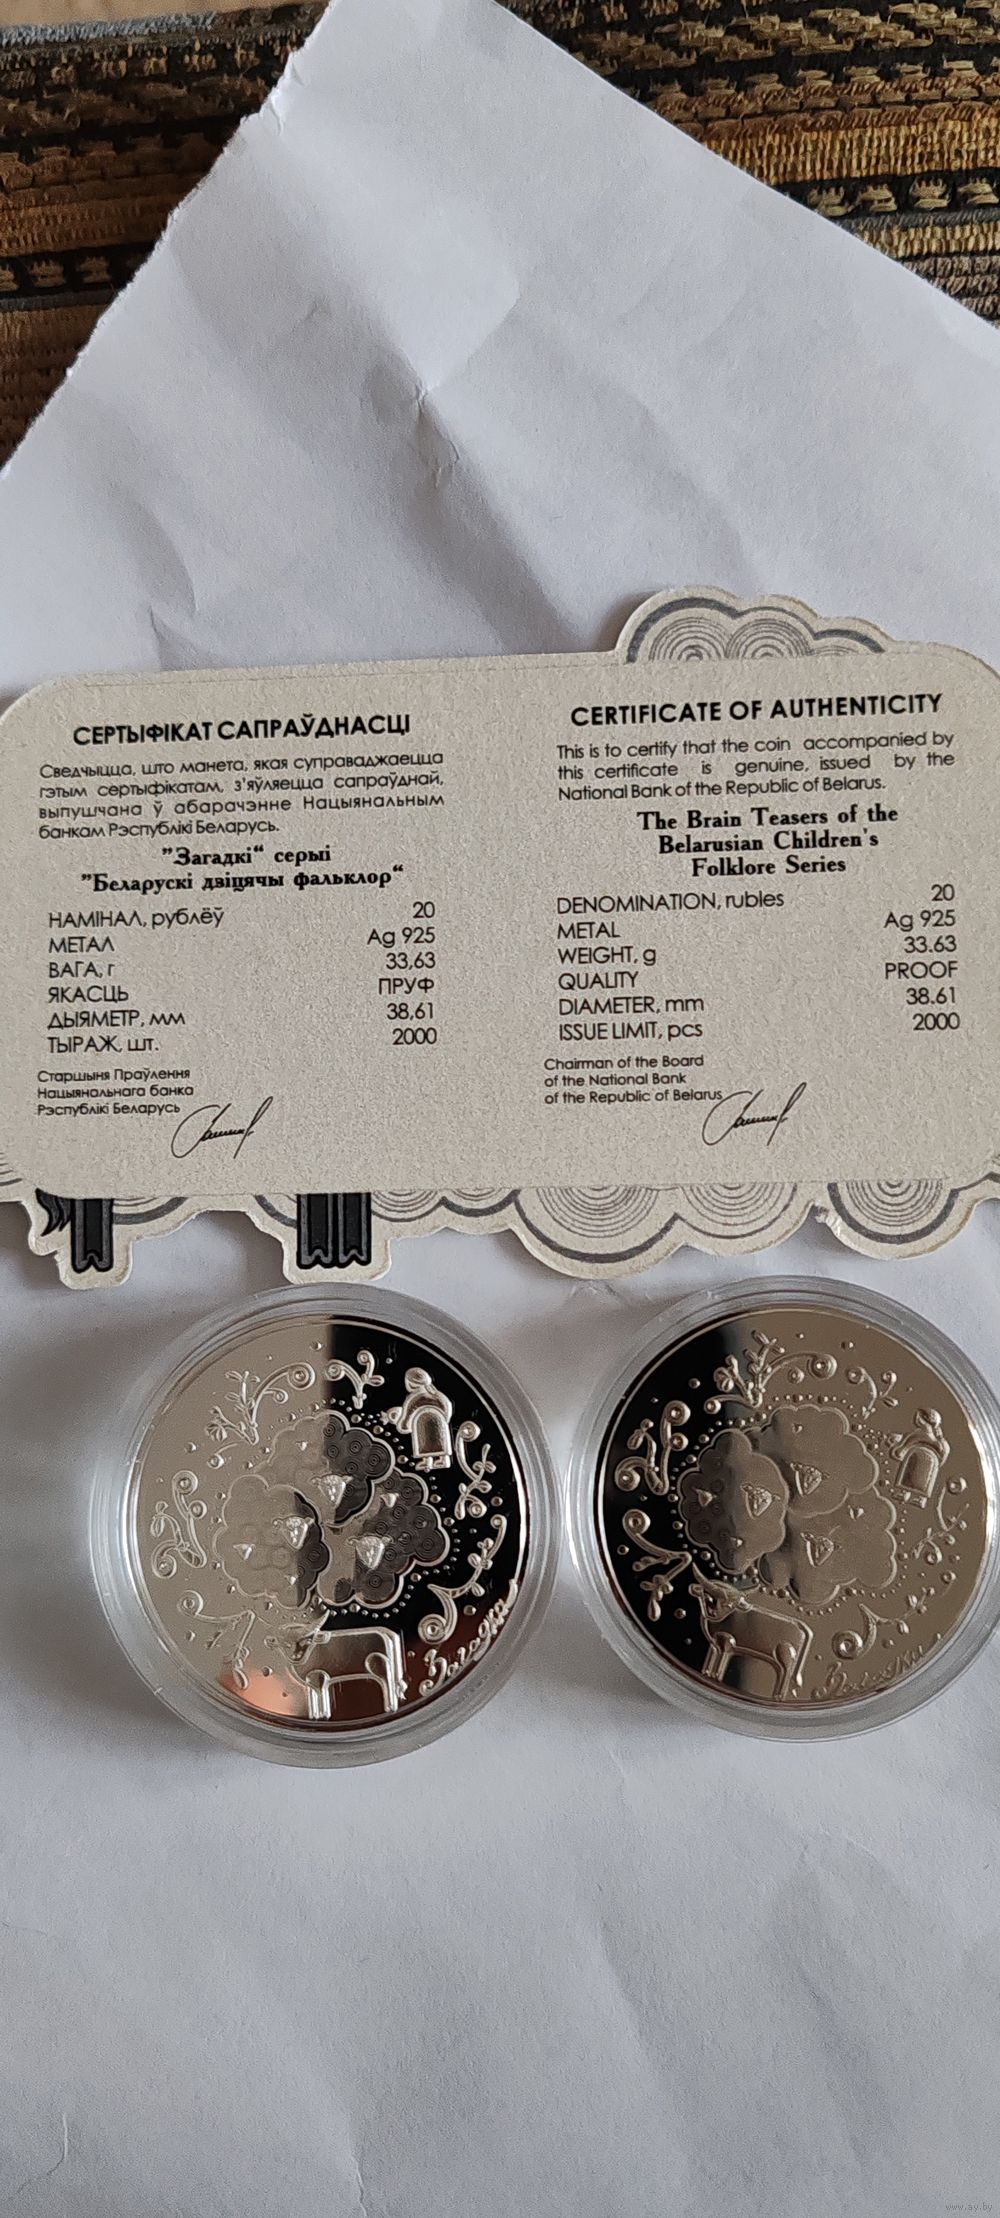 СЕРТЫФІКАТ САПРАЎДНАСЦІ
Сведчыцца, што манета, якая суправаджаецца
гэтым сертыфікатам, з'яўляецца сапраўднай,
выпушчана ў абарачэнне Нацыянальным
банкам Рэспублікі Беларусь.
"Загадкі“ серыі
"Беларускі дзіцячы фальклор“
НАМІНАЛ, рублёў 20
МЕТАЛ Ag 925
ВАГА, г 33,63
ЯКАСЦЬ ПРУФ
ДЫЯМЕТР, мм 38,61
ТЫРАЖ, шт. 2000
Старшыня Праўлення
Нацыянальнага банка
Рэспублікі Беларусь
CERTIFICATE OF AUTHENTICITY
This is to certify that the coin accompanied by
this certificate is genuine, issued by the
National Bank of the Republic of Belarus.
The Brain Teasers of the
Belarusian Children's
Folklore Series
DENOMINATION, rubles 20
METAL Ag 925
WEIGHT, g 33.63
QUALITY PROOF
DIAMETER, mm 38.61
ISSUE LIMIT, pcs 2000
Chairman of the Board
of the National Bank
of the Republic of Belarus
Загадкі
Загадкі
www.ay.by